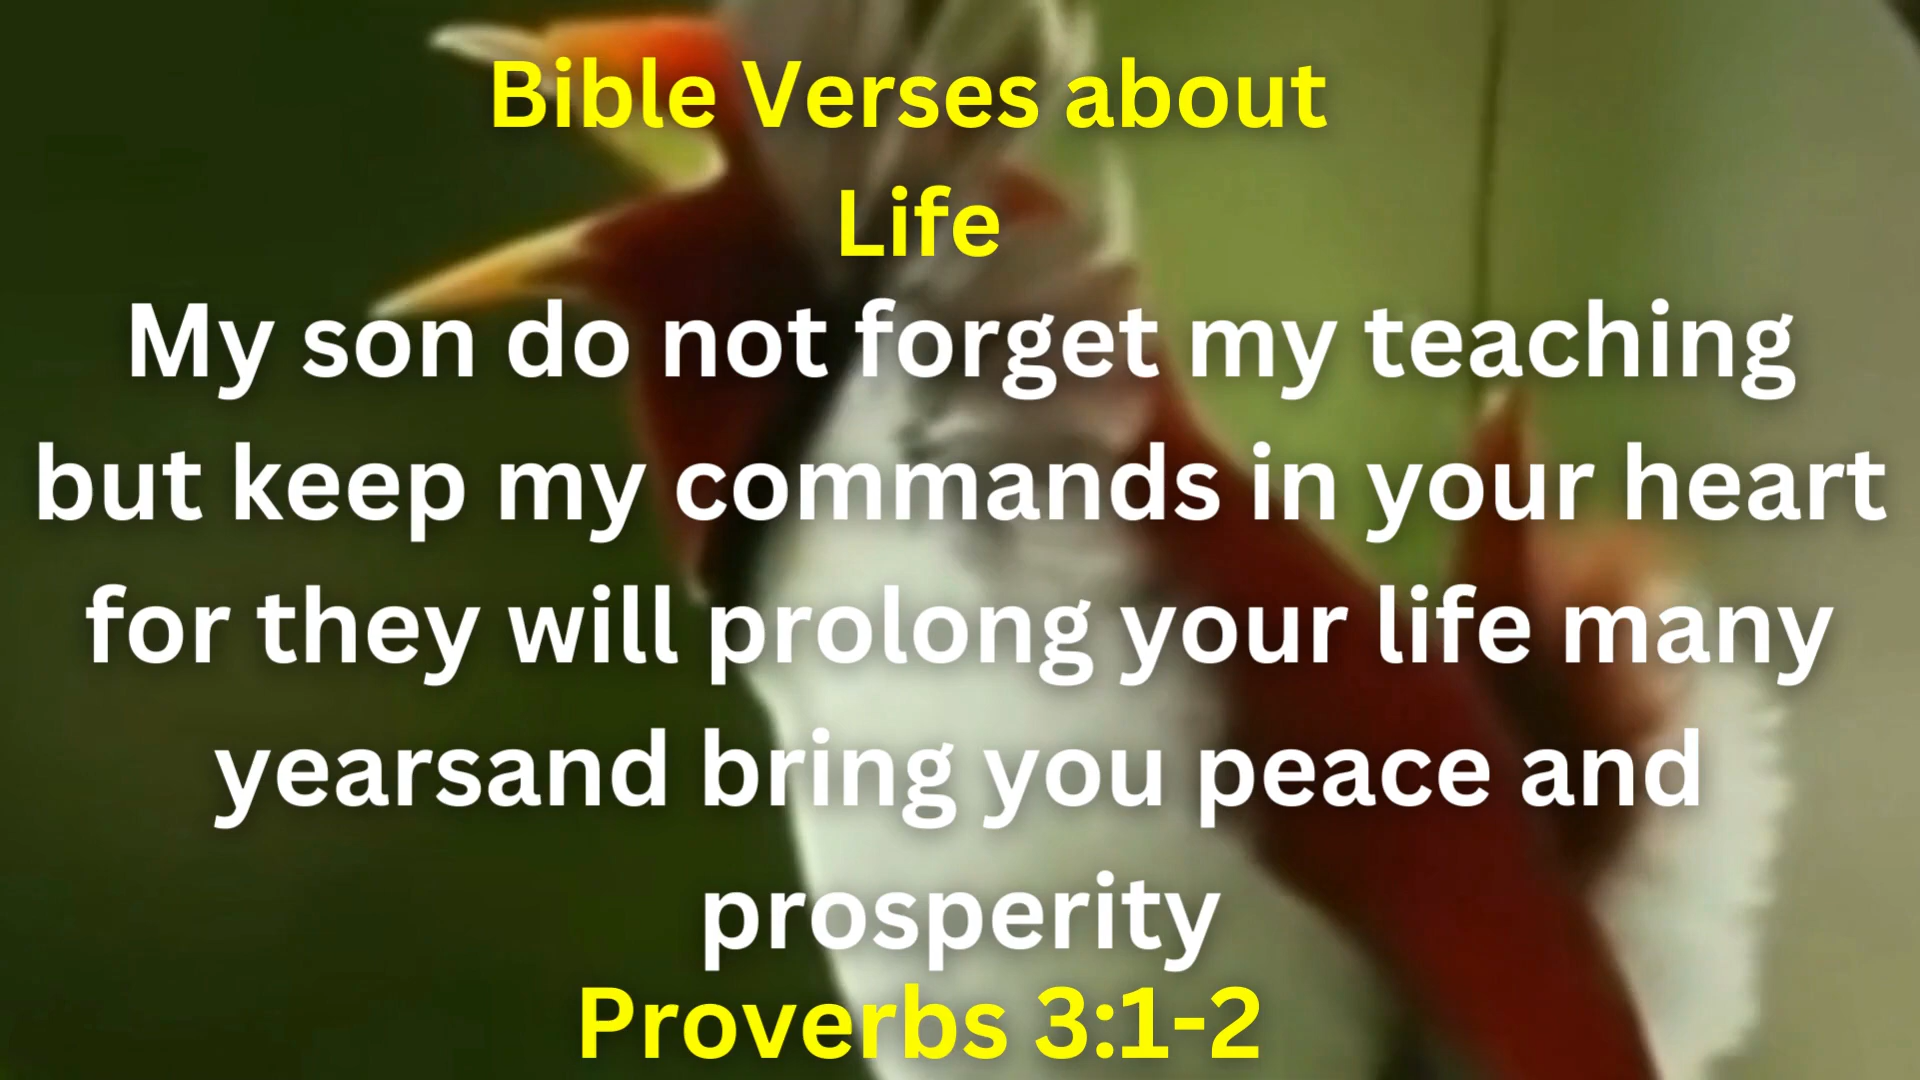 Bible Verses about
Life
My son do not forget my teaching
but keep my commands in your heart
for they will prolong your life many
yearsand bring you peace and
prosperity
Proverbs 3:1-2